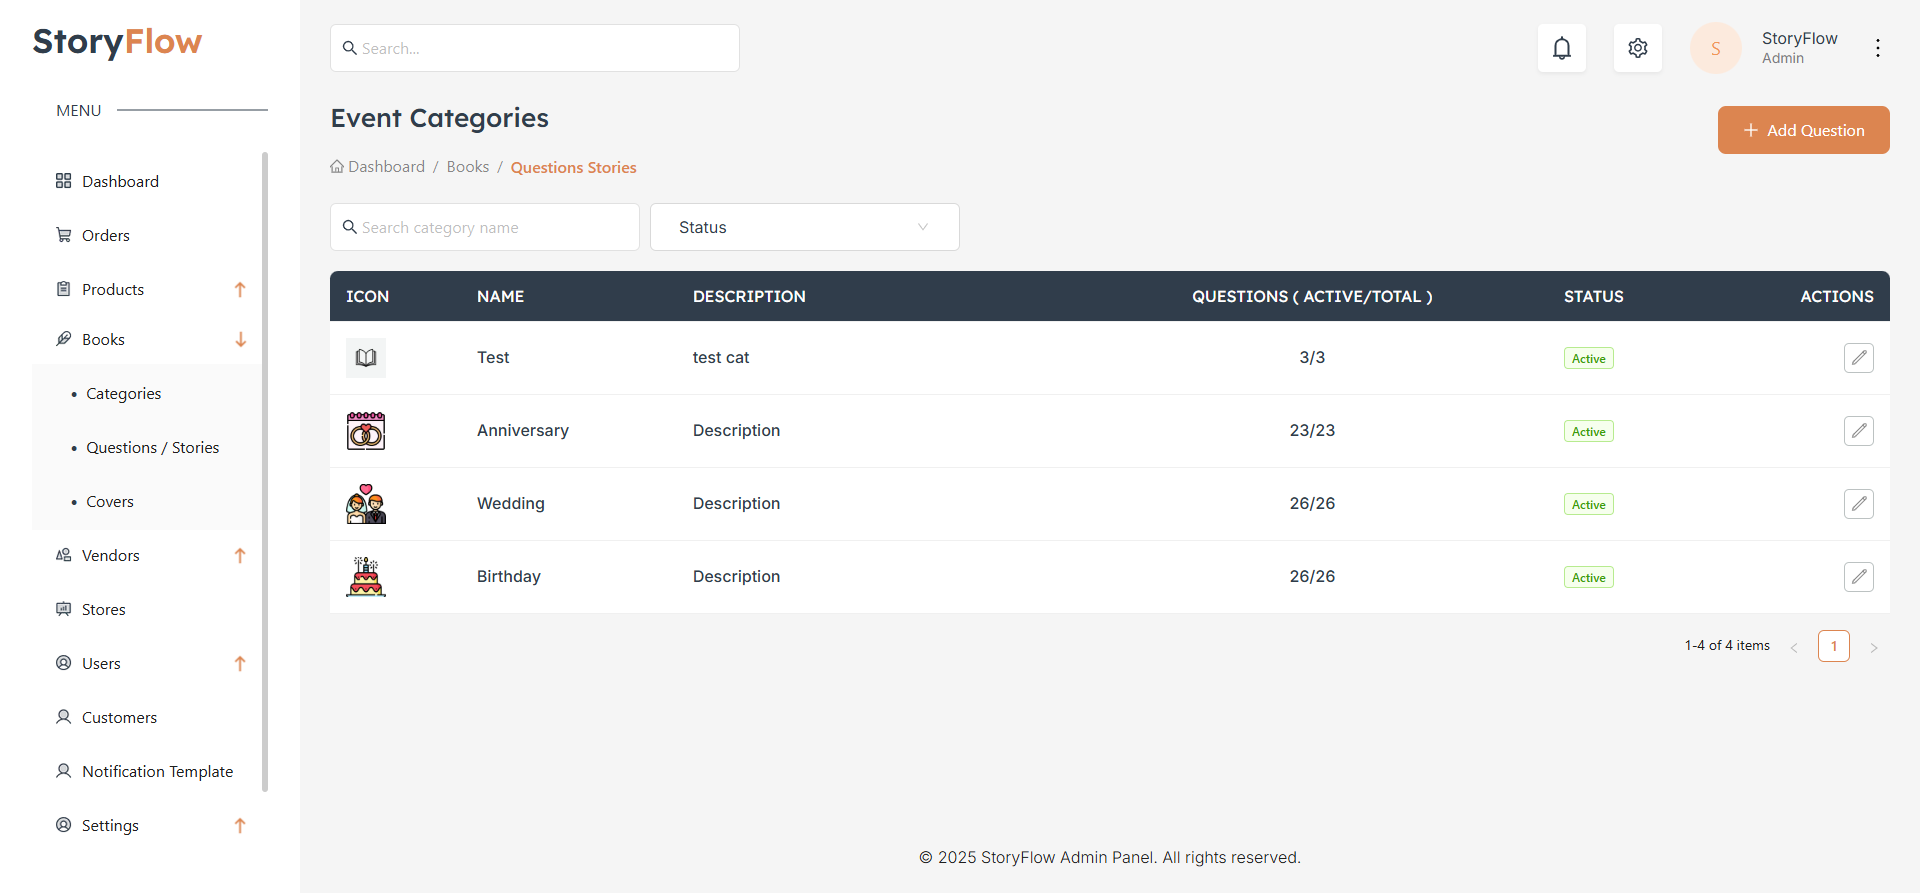 StoryFlow
MENU
Dashboard
Orders
Products
Books
• Categories
• Questions / Stories
• Covers
Vendors
Stores
Users
Customers
Notification Template
Settings
Search...
S
StoryFlow
Admin
Event Categories
Add Question
Dashboard / Books / Questions Stories
Search category name
Status
ICON NAME DESCRIPTION QUESTIONS ( ACTIVE/TOTAL ) STATUS ACTIONS
Test test cat 3/3 Active
Anniversary Description 23/23 Active
Wedding Description 26/26 Active
Birthday Description 26/26 Active
1-4 of 4 items < 1 >
© 2025 StoryFlow Admin Panel. All rights reserved.